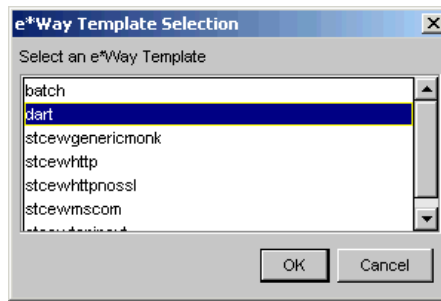 e*Way Template Selection
Select an e*Way Template
batch
dart
stcewgenericmonk
stcewhttp
stcewhttpnossl
stcewmscom
OK Cancel